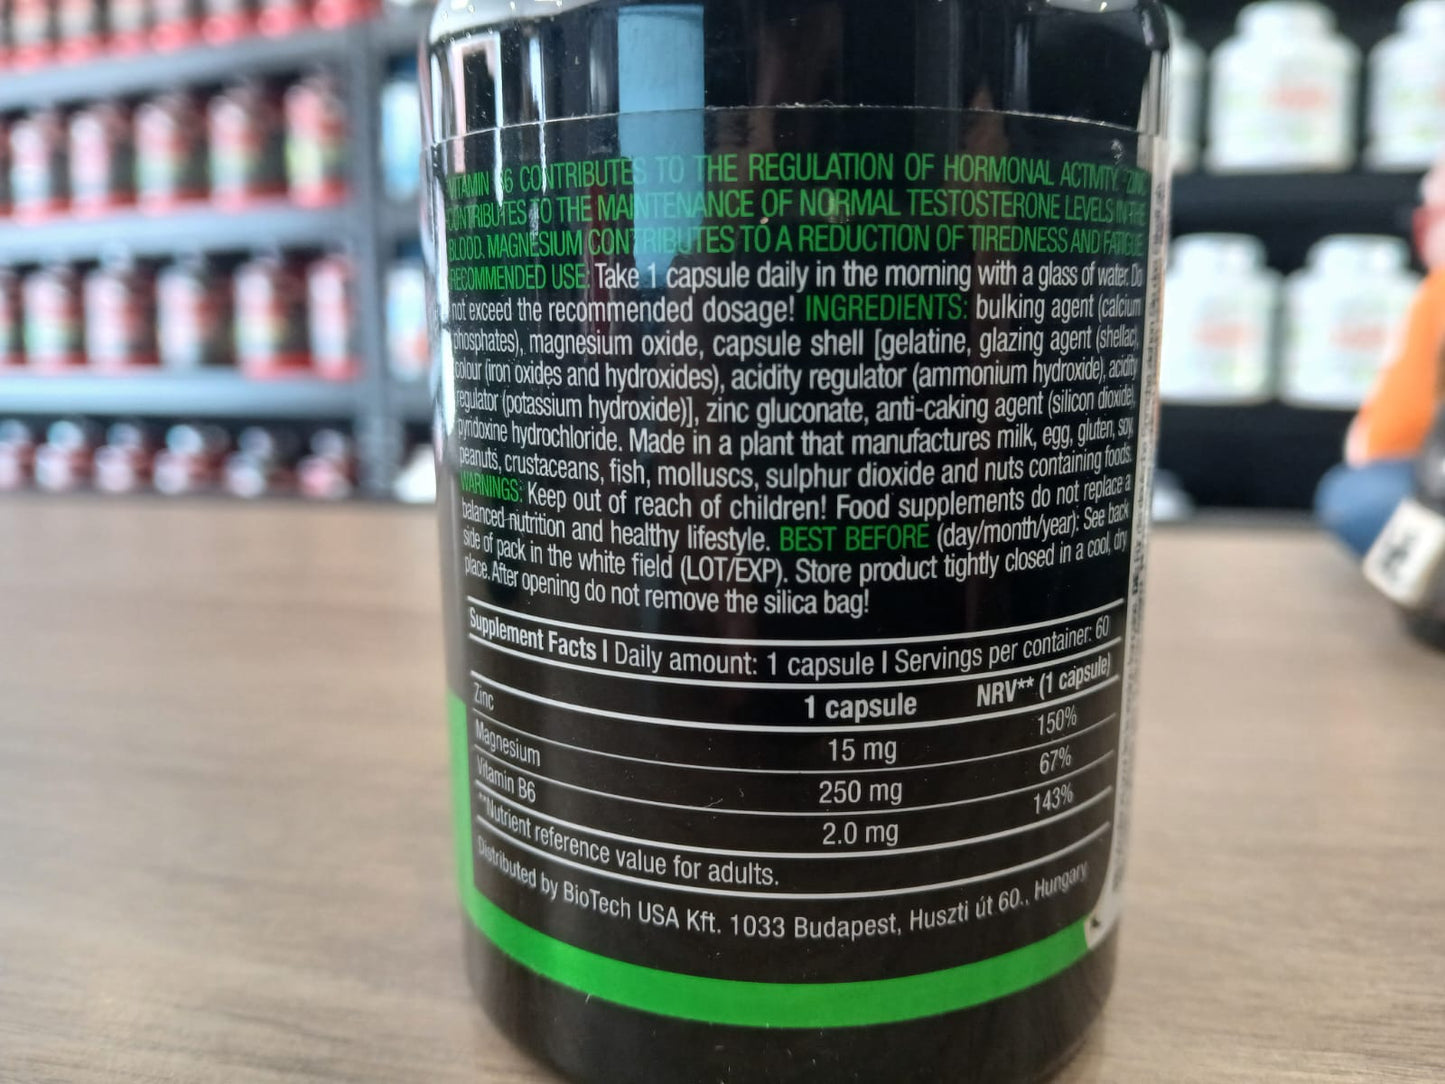 VITAMIN B6 CONTRIBUTES TO THE REGULATION OF HORMONAL ACTIVITY. ZINC
CONTRIBUTES TO THE MAINTENANCE OF NORMAL TESTOSTERONE LEVELS IN THE
BLOOD. MAGNESIUM CONTRIBUTES TO A REDUCTION OF TIREDNESS AND FATIGUE.
RECOMMENDED USE: Take 1 capsule daily in the morning with a glass of water. Do
not exceed the recommended dosage! INGREDIENTS: bulking agent (calcium
phosphates), magnesium oxide, capsule shell [gelatine, glazing agent (shellac),
colour (iron oxides and hydroxides), acidity regulator (ammonium hydroxide), acidity
regulator (potassium hydroxide)], zinc gluconate, anti-caking agent (silicon dioxide),
pyridoxine hydrochloride. Made in a plant that manufactures milk, egg, gluten, soy,
peanuts, crustaceans, fish, molluscs, sulphur dioxide and nuts containing foods.
WARNINGS: Keep out of reach of children! Food supplements do not replace a
balanced nutrition and healthy lifestyle. BEST BEFORE (day/month/year): See back
side of pack in the white field (LOT/EXP). Store product tightly closed in a cool, dry
place. After opening do not remove the silica bag!
Supplement Facts | Daily amount: 1 capsule | Servings per container: 60
1 capsule NRV** (1 capsule)
Zinc 15 mg 150%
Magnesium 250 mg 67%
Vitamin B6 2.0 mg 143%
**Nutrient reference value for adults.
Distributed by BioTech USA Kft. 1033 Budapest, Huszti út 60., Hungary